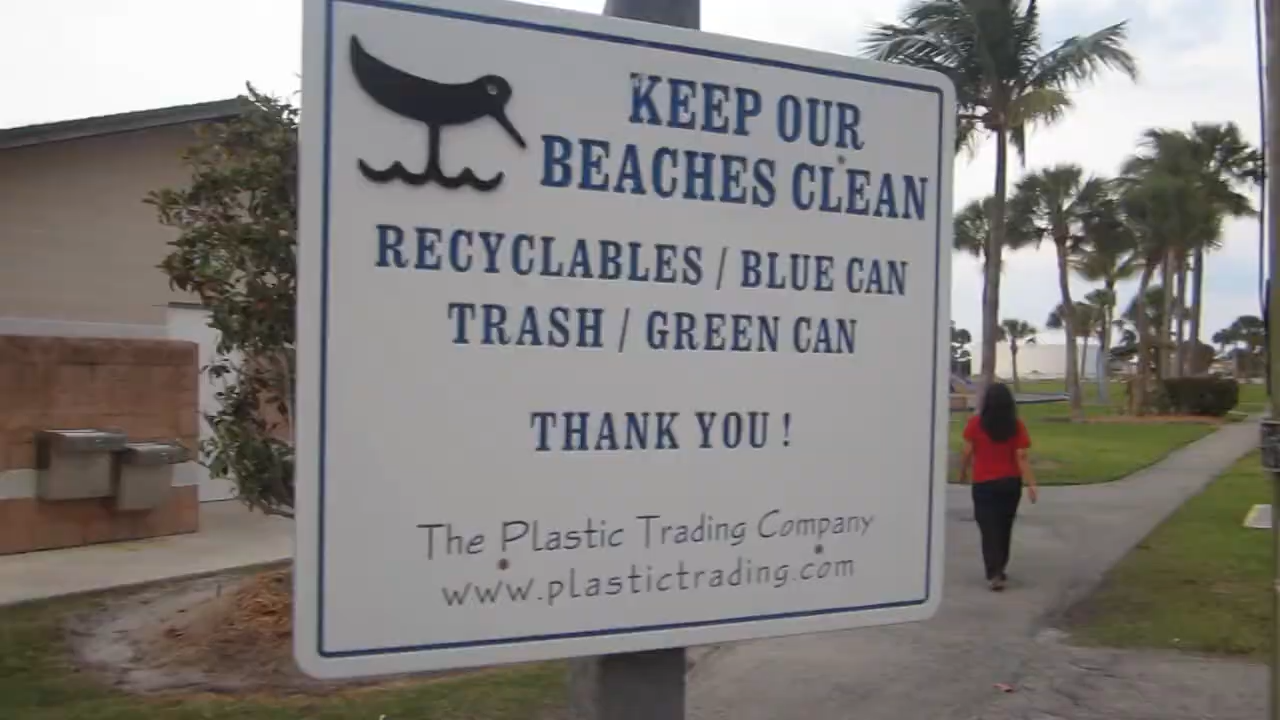 KEEP OUR
BEACHES CLEAN
RECYCLABLES / BLUE CAN
TRASH / GREEN CAN
THANK YOU !
The Plastic Trading Company
www.plastictrading.com